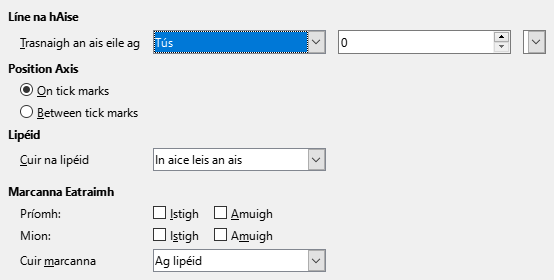 Líne na hAise
Trasnaigh an ais eile ag Tús 0
Position Axis
On tick marks
Between tick marks
Lipéid
Cuir na lipéid In aice leis an ais
Marcanna Eatraimh
Príomh: Istigh Amuigh
Mion: Istigh Amuigh
Cuir marcanna Ag lipéid